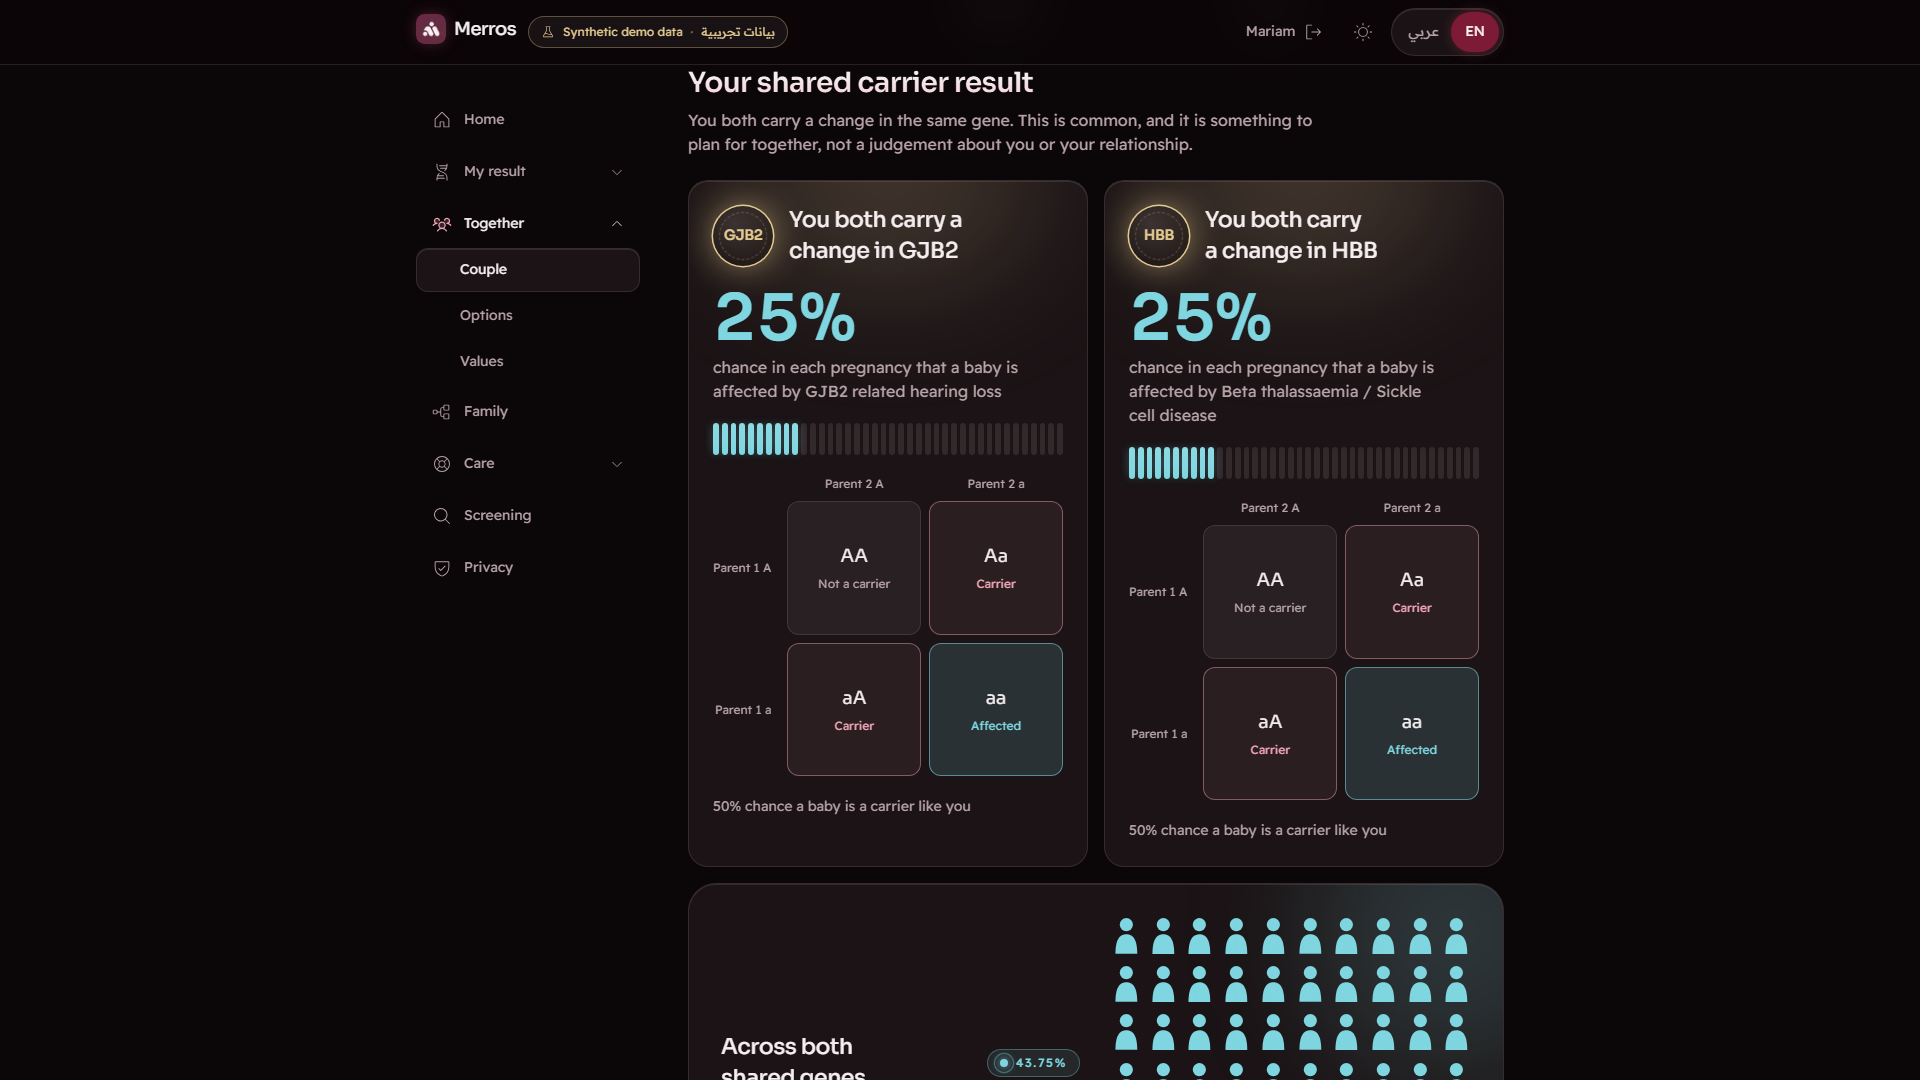 Merros
Synthetic demo data · بيانات تجريبية
Mariam
عربي
EN
Home
My result
Together
Couple
Options
Values
Family
Care
Screening
Privacy
Your shared carrier result
You both carry a change in the same gene. This is common, and it is something to
plan for together, not a judgement about you or your relationship.
GJB2
You both carry a
change in GJB2
25%
chance in each pregnancy that a baby is
affected by GJB2 related hearing loss
Parent 2 A
Parent 2 a
Parent 1 A
AA
Not a carrier
Aa
Carrier
Parent 1 a
aA
Carrier
aa
Affected
50% chance a baby is a carrier like you
HBB
You both carry
a change in HBB
25%
chance in each pregnancy that a baby is
affected by Beta thalassaemia / Sickle
cell disease
Parent 2 A
Parent 2 a
Parent 1 A
AA
Not a carrier
Aa
Carrier
Parent 1 a
aA
Carrier
aa
Affected
50% chance a baby is a carrier like you
Across both
shared genes
43.75%